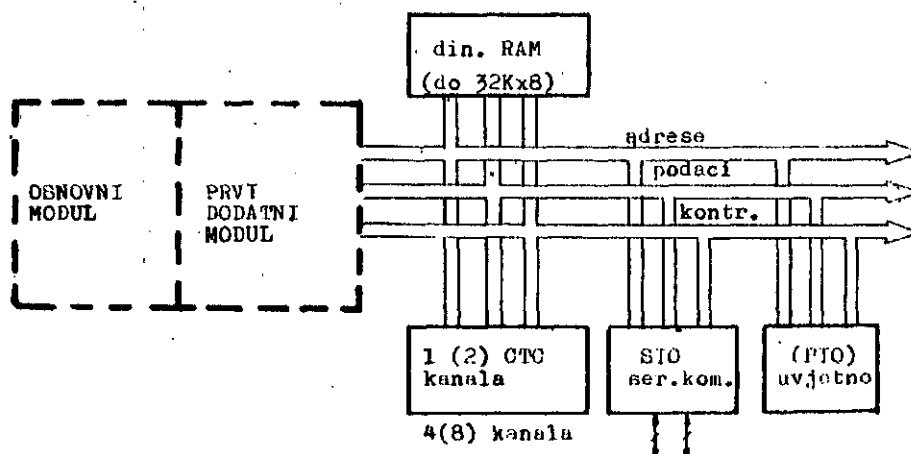 din. RAM
(do 32Kx8)
adrese
podaci
kontr.
OSNOVNI
MODUL
PRVI
DODATNI
MODUL
1 (2) CTC
kanala
4(8) kanala
SIO
ser.kom.
(PIO)
uvjetno